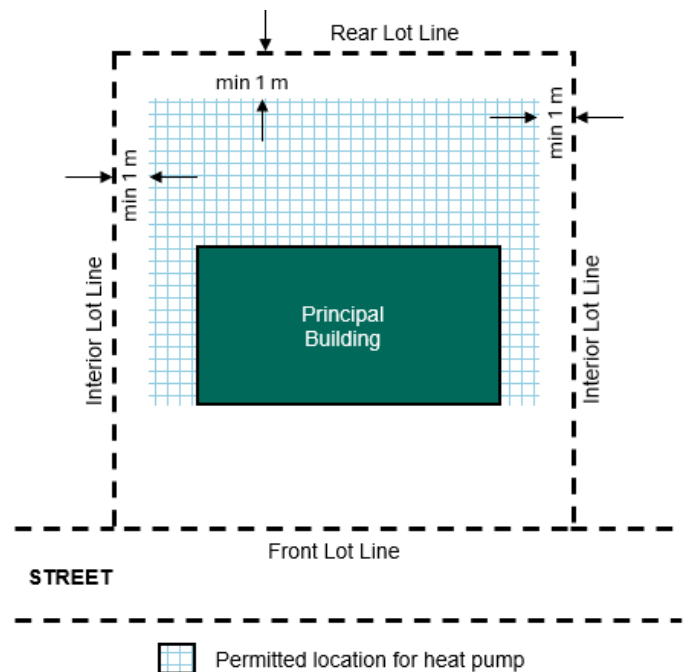 Rear Lot Line
min 1 m
min 1 m
min 1 m
Interior Lot Line
Principal
Building
Interior Lot Line
Front Lot Line
STREET
Permitted location for heat pump